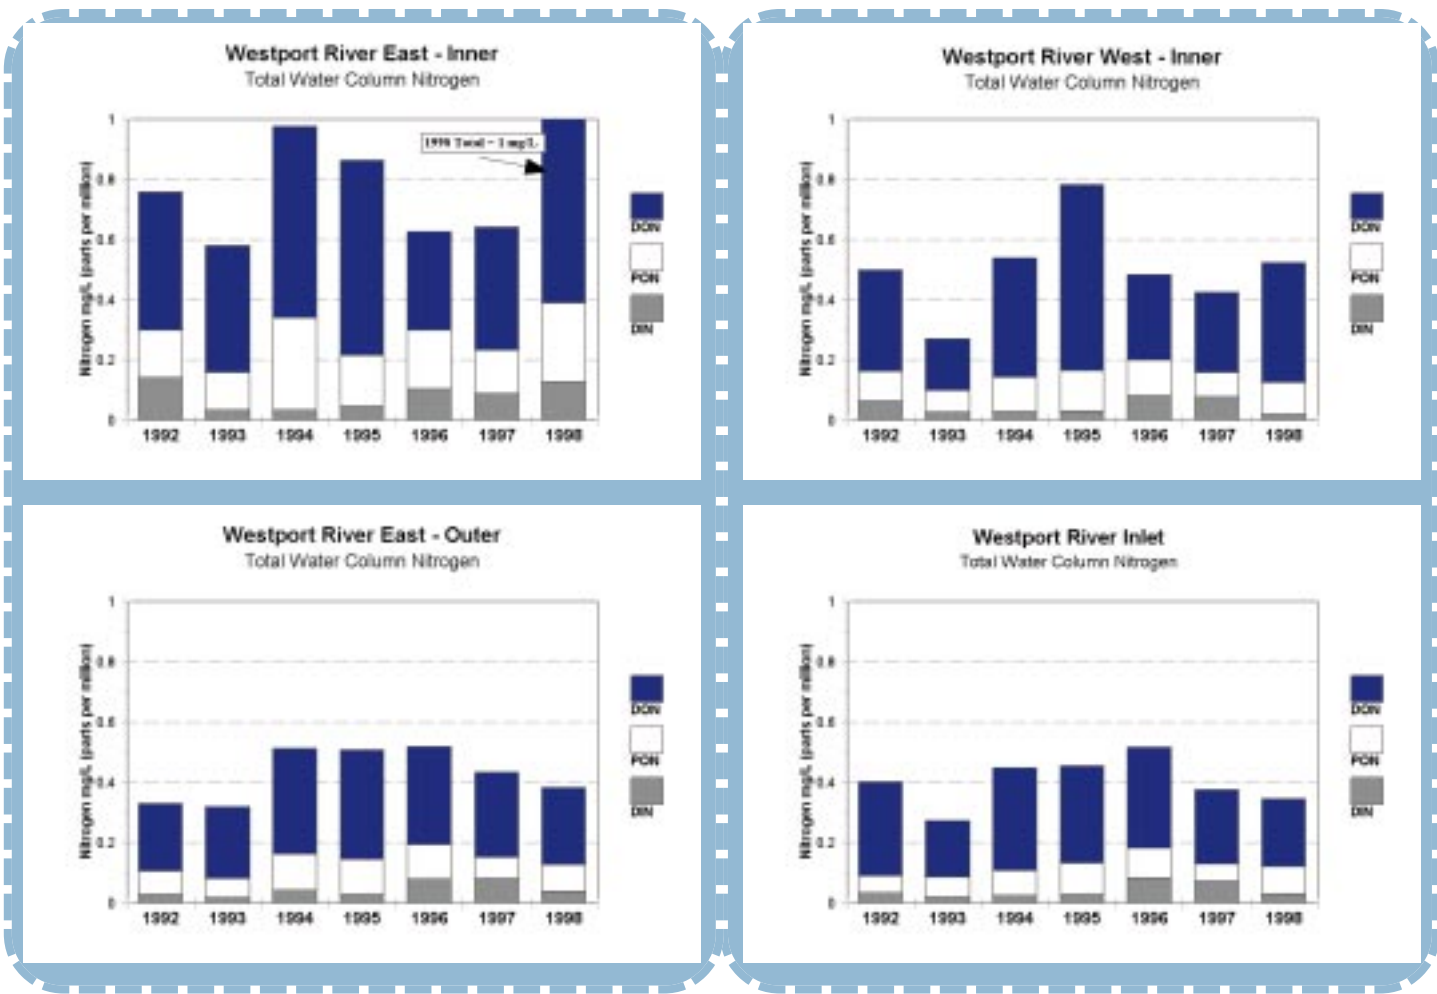 Westport River East - Inner
Total Water Column Nitrogen
Nitrogen mg/L (parts per million)
1
0.8
0.6
0.4
0.2
0
1992 1993 1994 1995 1996 1997 1998
DON
PON
DIN
Westport River West - Inner
Total Water Column Nitrogen
Nitrogen mg/L (parts per million)
1
0.8
0.6
0.4
0.2
0
1992 1993 1994 1995 1996 1997 1998
DON
PON
DIN
Westport River East - Outer
Total Water Column Nitrogen
Nitrogen mg/L (parts per million)
1
0.8
0.6
0.4
0.2
0
1992 1993 1994 1995 1996 1997 1998
DON
PON
DIN
Westport River Inlet
Total Water Column Nitrogen
Nitrogen mg/L (parts per million)
1
0.8
0.6
0.4
0.2
0
1992 1993 1994 1995 1996 1997 1998
DON
PON
DIN